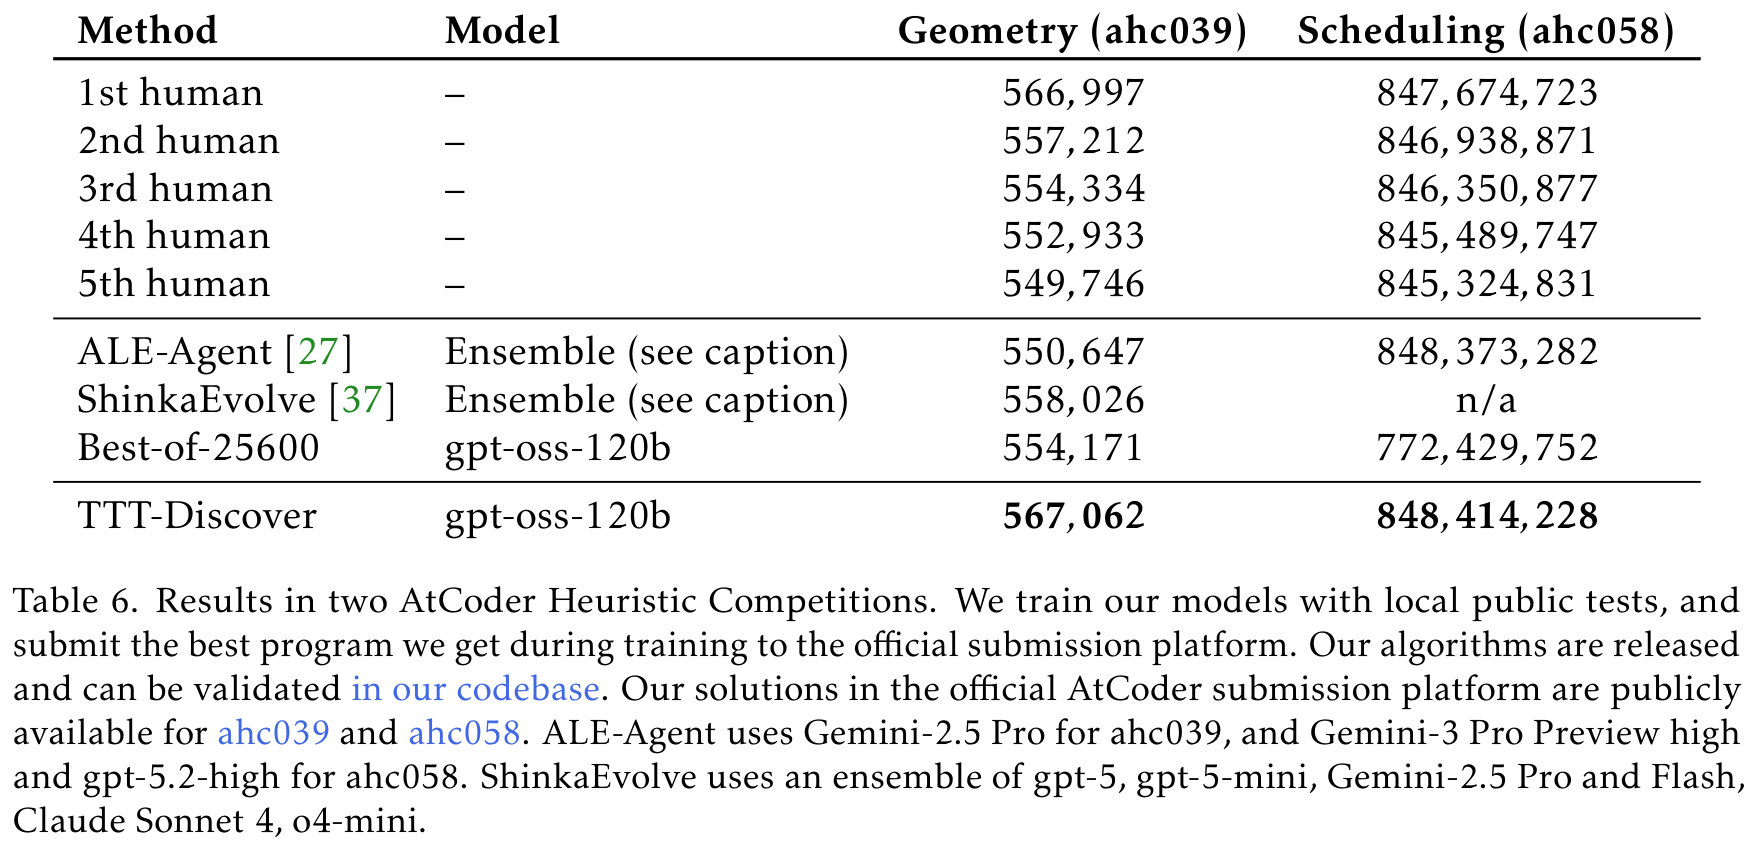 Method Model Geometry (ahc039) Scheduling (ahc058)
1st human – 566,997 847,674,723
2nd human – 557,212 846,938,871
3rd human – 554,334 846,350,877
4th human – 552,933 845,489,747
5th human – 549,746 845,324,831
ALE-Agent [27] Ensemble (see caption) 550,647 848,373,282
ShinkaEvolve [37] Ensemble (see caption) 558,026 n/a
Best-of-25600 gpt-oss-120b 554,171 772,429,752
TTT-Discover gpt-oss-120b 567,062 848,414,228
Table 6. Results in two AtCoder Heuristic Competitions. We train our models with local public tests, and
submit the best program we get during training to the official submission platform. Our algorithms are released
and can be validated in our codebase. Our solutions in the official AtCoder submission platform are publicly
available for ahc039 and ahc058. ALE-Agent uses Gemini-2.5 Pro for ahc039, and Gemini-3 Pro Preview high
and gpt-5.2-high for ahc058. ShinkaEvolve uses an ensemble of gpt-5, gpt-5-mini, Gemini-2.5 Pro and Flash,
Claude Sonnet 4, o4-mini.